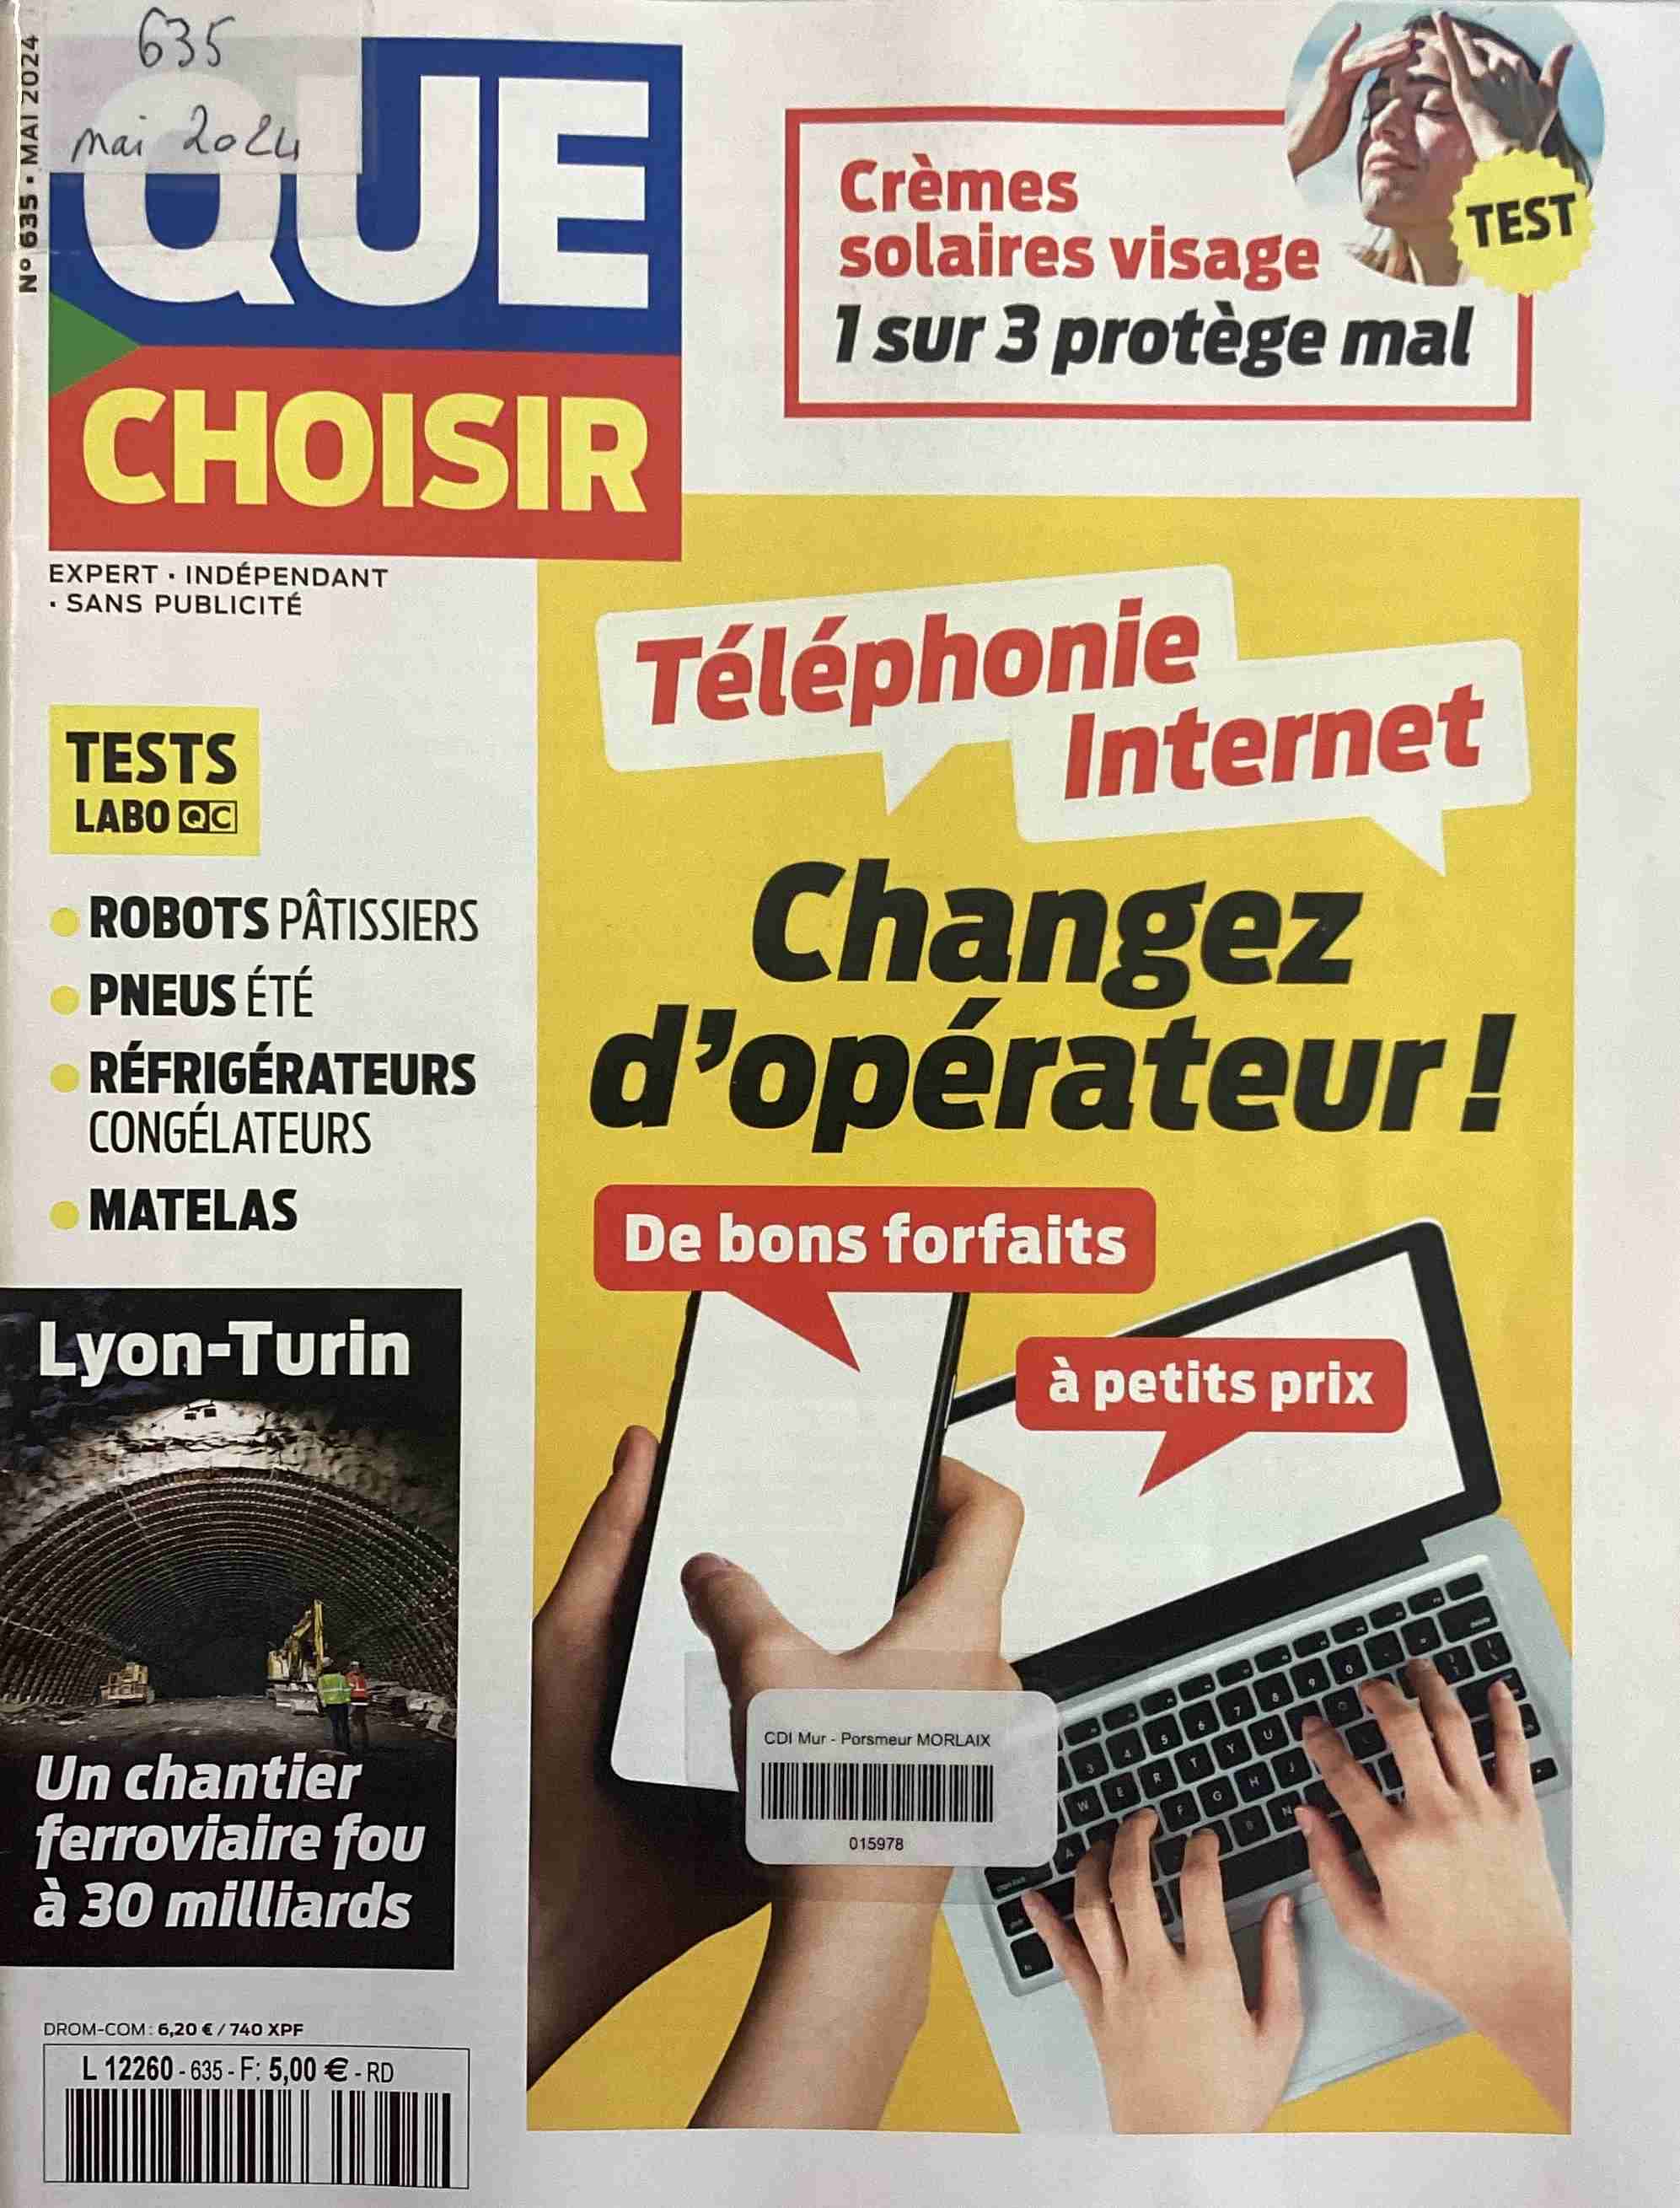 635
mai 2024
N° 635 • MAI 2024
QUE
CHOISIR
EXPERT • INDÉPENDANT
• SANS PUBLICITÉ
Crèmes
solaires visage
1 sur 3 protège mal
TEST
Téléphonie
Internet
Changez
d'opérateur !
De bons forfaits
à petits prix
TESTS
LABO QC
ROBOTS PÂTISSIERS
PNEUS ÉTÉ
RÉFRIGÉRATEURS
CONGÉLATEURS
MATELAS
Lyon-Turin
Un chantier
ferroviaire fou
à 30 milliards
CDI Mur - Porsmeur MORLAIX
015978
DROM-COM : 6,20 € / 740 XPF
L 12260 - 635 - F: 5,00 € - RD